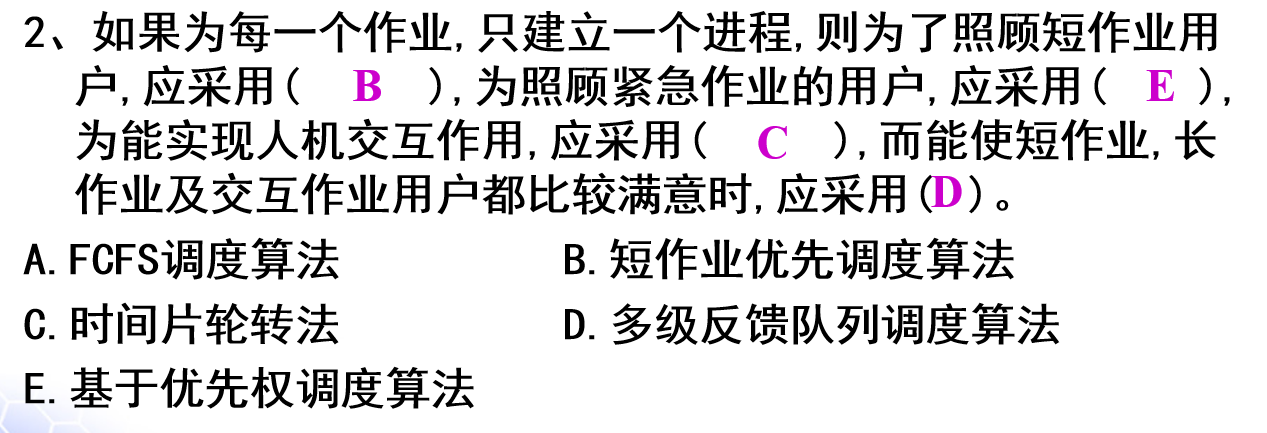 2、如果为每一个作业,只建立一个进程,则为了照顾短作业用
户,应采用( B ),为照顾紧急作业的用户,应采用( E ),
为能实现人机交互作用,应采用( C ),而能使短作业,长
作业及交互作业用户都比较满意时,应采用(D)。
A.FCFS调度算法 B.短作业优先调度算法
C.时间片轮转法 D.多级反馈队列调度算法
E.基于优先权调度算法